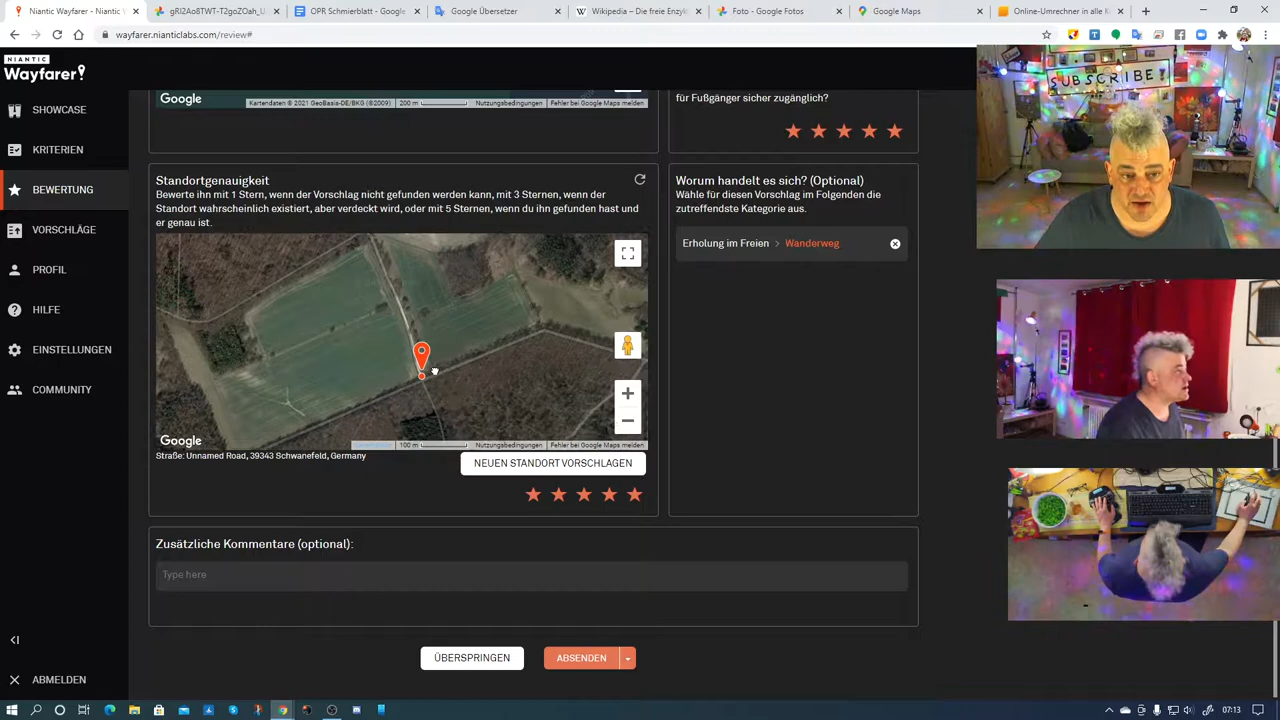 Niantic Wayfarer - Niantic W
gRI2Ao8TWT-T2goZOah_U
OPR Schmierblatt - Google
Google Übersetzer
Wikipedia – Die freie Enzyk
Foto - Google Fotos
Google Maps
Online-Umrechner in alle K
wayfarer.nianticlabs.com/review#
NIANTIC
Wayfarer
SHOWCASE
KRITERIEN
BEWERTUNG
VORSCHLÄGE
PROFIL
HILFE
EINSTELLUNGEN
COMMUNITY
ABMELDEN
Google
Kartendaten © 2021 GeoBasis-DE/BKG (©2009)
200 m
Nutzungsbedingungen
Fehler bei Google Maps melden
für Fußgänger sicher zugänglich?
Standortgenauigkeit
Bewerte ihn mit 1 Stern, wenn der Vorschlag nicht gefunden werden kann, mit 3 Sternen, wenn der
Standort wahrscheinlich existiert, aber verdeckt wird, oder mit 5 Sternen, wenn du ihn gefunden hast und
er genau ist.
Google
100 m
Nutzungsbedingungen
Fehler bei Google Maps melden
Straße: Unnamed Road, 39343 Schwanefeld, Germany
NEUEN STANDORT VORSCHLAGEN
Worum handelt es sich? (Optional)
Wähle für diesen Vorschlag im Folgenden die
zutreffendste Kategorie aus.
Erholung im Freien > Wanderweg
Zusätzliche Kommentare (optional):
Type here
ÜBERSPRINGEN
ABSENDEN
SUBSCRIBE!
07:13